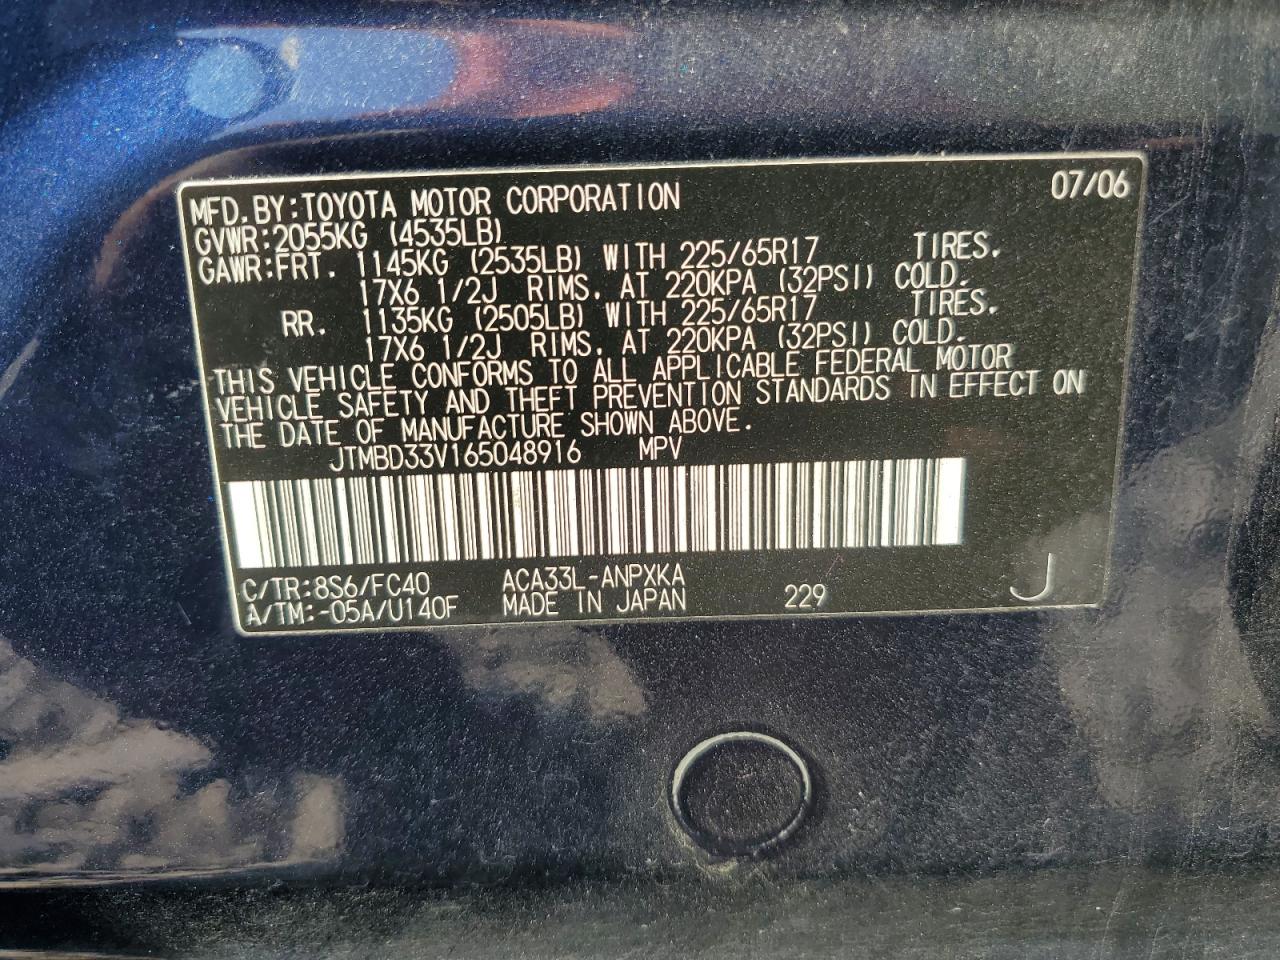 MFD.BY:TOYOTA MOTOR CORPORATION 07/06
GVWR:2055KG (4535LB)
GAWR:FRT. 1145KG (2535LB) WITH 225/65R17 TIRES.
17X6 1/2J RIMS, AT 220KPA (32PSI) COLD.
RR. 1135KG (2505LB) WITH 225/65R17 TIRES.
17X6 1/2J RIMS, AT 220KPA (32PSI) COLD.
THIS VEHICLE CONFORMS TO ALL APPLICABLE FEDERAL MOTOR
VEHICLE SAFETY AND THEFT PREVENTION STANDARDS IN EFFECT ON
THE DATE OF MANUFACTURE SHOWN ABOVE.
JTMBD33V165048916 MPV
C/TR:8S6/FC40 ACA33L-ANPXKA
A/TM:-05A/U140F MADE IN JAPAN 229 J